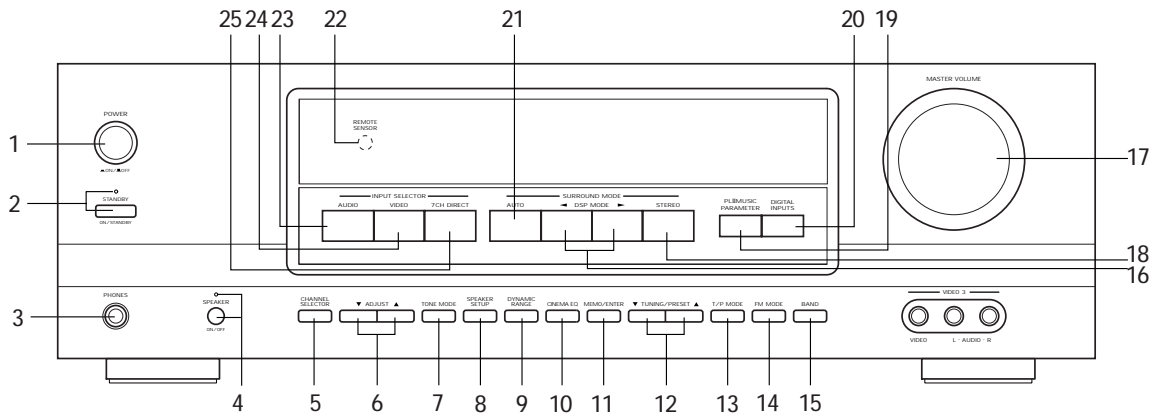 25 24 23 22 21 20 19
MASTER VOLUME
POWER
REMOTE
SENSOR
1
ON/ OFF
17
2
STANDBY
ON/STANDBY
INPUT SELECTOR
SURROUND MODE
AUDIO VIDEO 7CH DIRECT
AUTO ◄ DSP MODE ► STEREO
PLⅡMUSIC
PARAMETER
DIGITAL
INPUTS
18
16
PHONES
3
SPEAKER
ON/OFF
CHANNEL
SELECTOR
▼ ADJUST ▲
TONE MODE
SPEAKER
SETUP
DYNAMIC
RANGE
CINEMA EQ
MEMO/ENTER
▼ TUNING/PRESET ▲
T/P MODE
FM MODE
BAND
VIDEO 3
VIDEO L - AUDIO - R
4 5 6 7 8 9 10 11 12 13 14 15